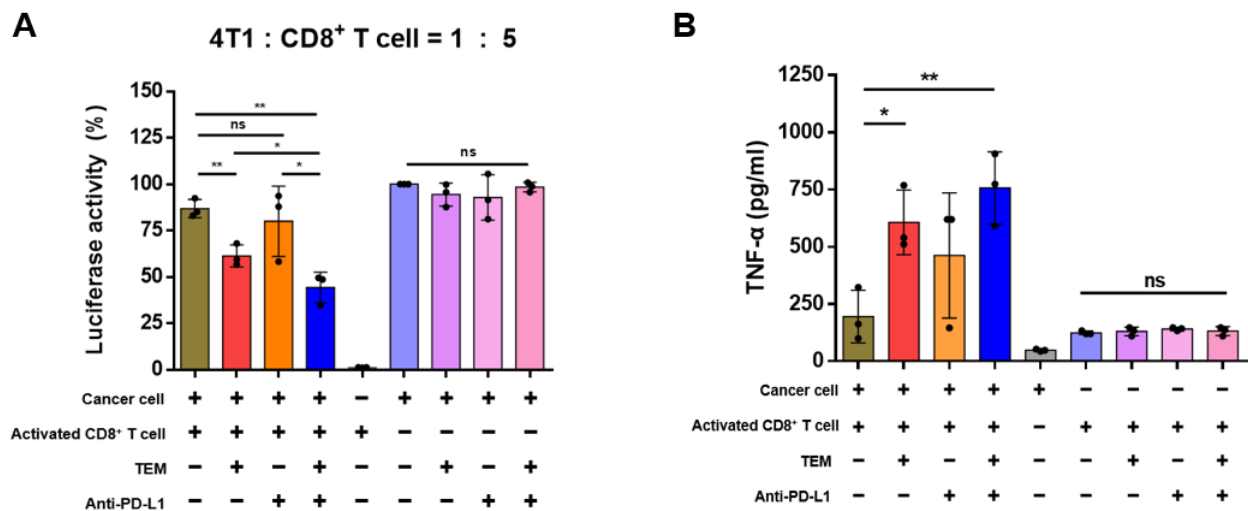 A
4T1 : CD8⁺ T cell = 1 : 5
Luciferase activity (%)
150
100
75
50
25
0
**
ns
*
** *
ns
Cancer cell + + + + − + + + +
Activated CD8⁺ T cell + + + + + − − − −
TEM − + − + − − + − +
Anti-PD-L1 − − + + − − − + +
B
TNF-α (pg/ml)
1250
1000
750
500
250
0
**
*
ns
Cancer cell + + + + + − − − −
Activated CD8⁺ T cell + + + + − + + + +
TEM − + − + − − + − +
Anti-PD-L1 − − + + − − − + +